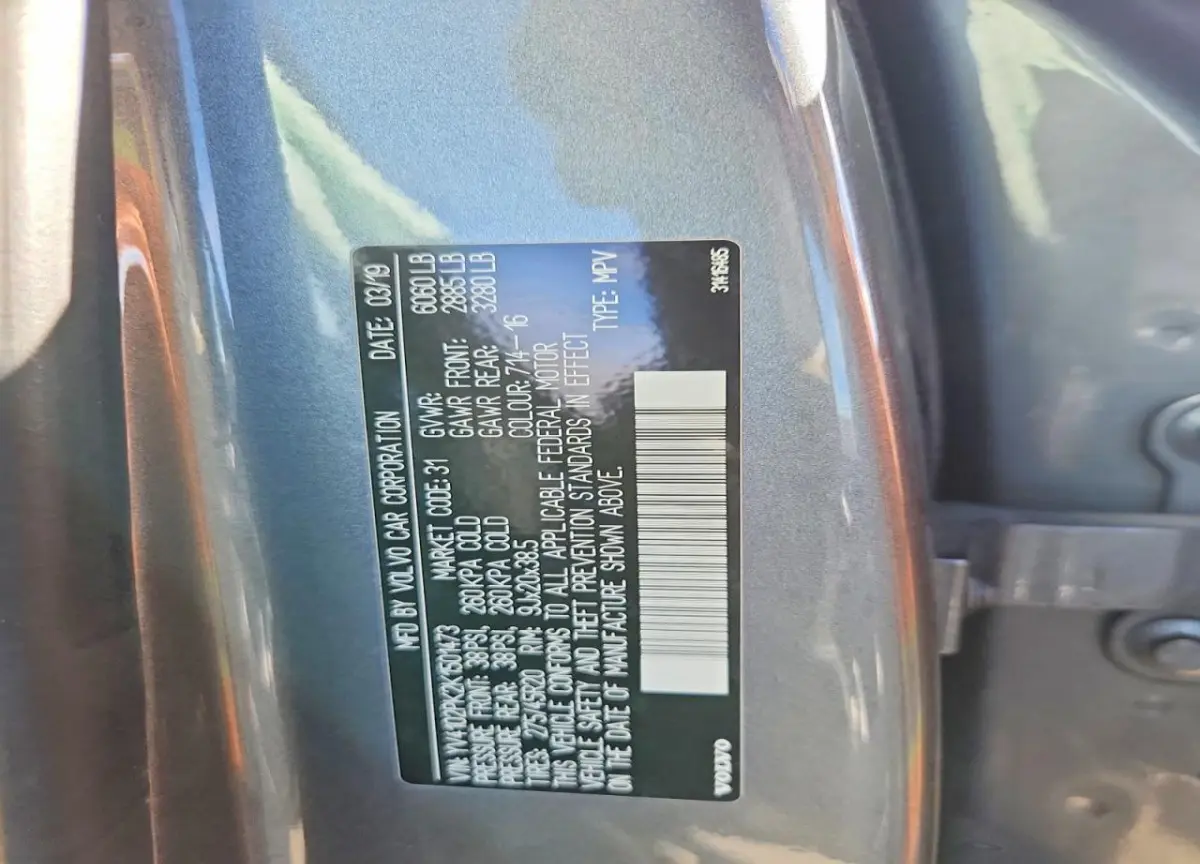 MFD BY VOLVO CAR CORPORATION DATE: 03/19
VIN: YV4102PK2K1501473 MARKET CODE: 31 GVWR: 6060 LB
PRESSURE FRONT: 38PSI, 260KPA COLD GAWR FRONT: 2885 LB
PRESSURE REAR: 38PSI, 260KPA COLD GAWR REAR: 3280 LB
TIRES: 275/45R20 RIM: 9Jx20x38.5 COLOUR: 714-16
THIS VEHICLE CONFORMS TO ALL APPLICABLE FEDERAL MOTOR
VEHICLE SAFETY AND THEFT PREVENTION STANDARDS IN EFFECT
ON THE DATE OF MANUFACTURE SHOWN ABOVE. TYPE: MPV
VOLVO 31416485